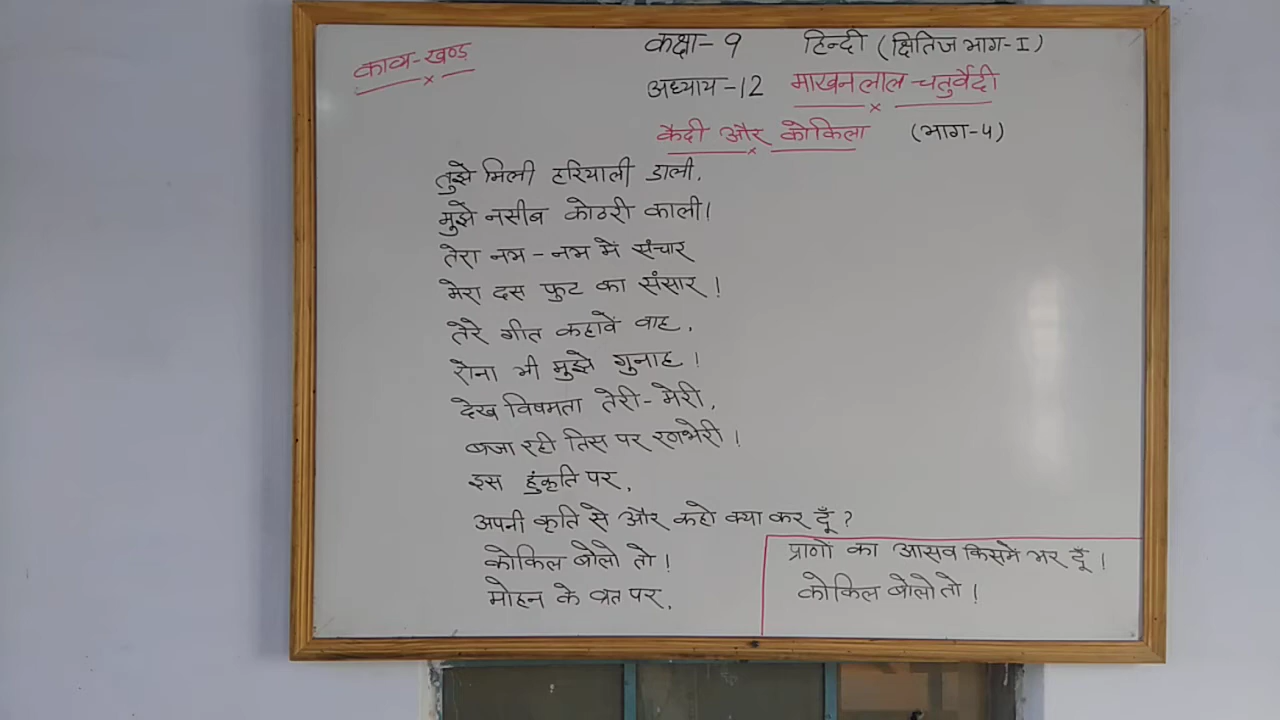 काव्य-खण्ड
कक्षा-9 हिन्दी (क्षितिज भाग-I)
अध्याय-12 माखनलाल-चतुर्वेदी
कैदी और कोकिला (भाग-4)
तुझे मिली हरियाली डाली,
मुझे नसीब कोठरी काली।
तेरा नभ-नभ में संचार
मेरा दस फुट का संसार!
तेरे गीत कहावें वाह,
रोना भी मुझे गुनाह!
देख विषमता तेरी-मेरी,
बजा रही तिस पर रणभेरी!
इस हुंकृति पर,
अपनी कृति से और कहो क्या कर दूँ?
कोकिल बोलो तो!
मोहन के व्रत पर,
प्राणों का आसव किसमें भर दूँ!
कोकिल बोलो तो!